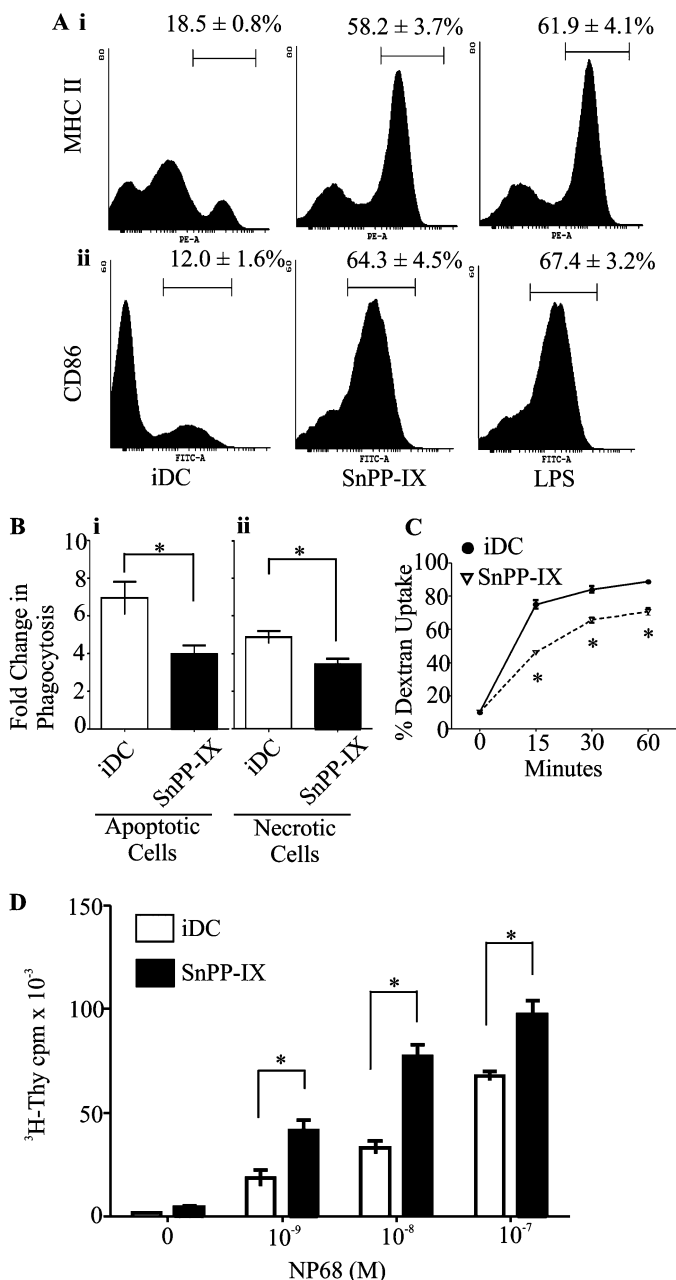 A i
18.5 ± 0.8% 58.2 ± 3.7% 61.9 ± 4.1%
80 80 80
MHC II
PE-A PE-A PE-A
ii
12.0 ± 1.6% 64.3 ± 4.5% 67.4 ± 3.2%
60 60 60
CD86
FITC-A FITC-A FITC-A
iDC SnPP-IX LPS
B i ii
Fold Change in
Phagocytosis
10
8
6
4
2
0
* *
iDC SnPP-IX iDC SnPP-IX
Apoptotic
Cells
Necrotic
Cells
C
iDC
SnPP-IX
% Dextran Uptake
100
80
60
40
20
* * *
0 15 30 60
Minutes
D
iDC
SnPP-IX
³H-Thy cpm x 10⁻³
150
100
50
0
* * *
0 10⁻⁹ 10⁻⁸ 10⁻⁷
NP68 (M)